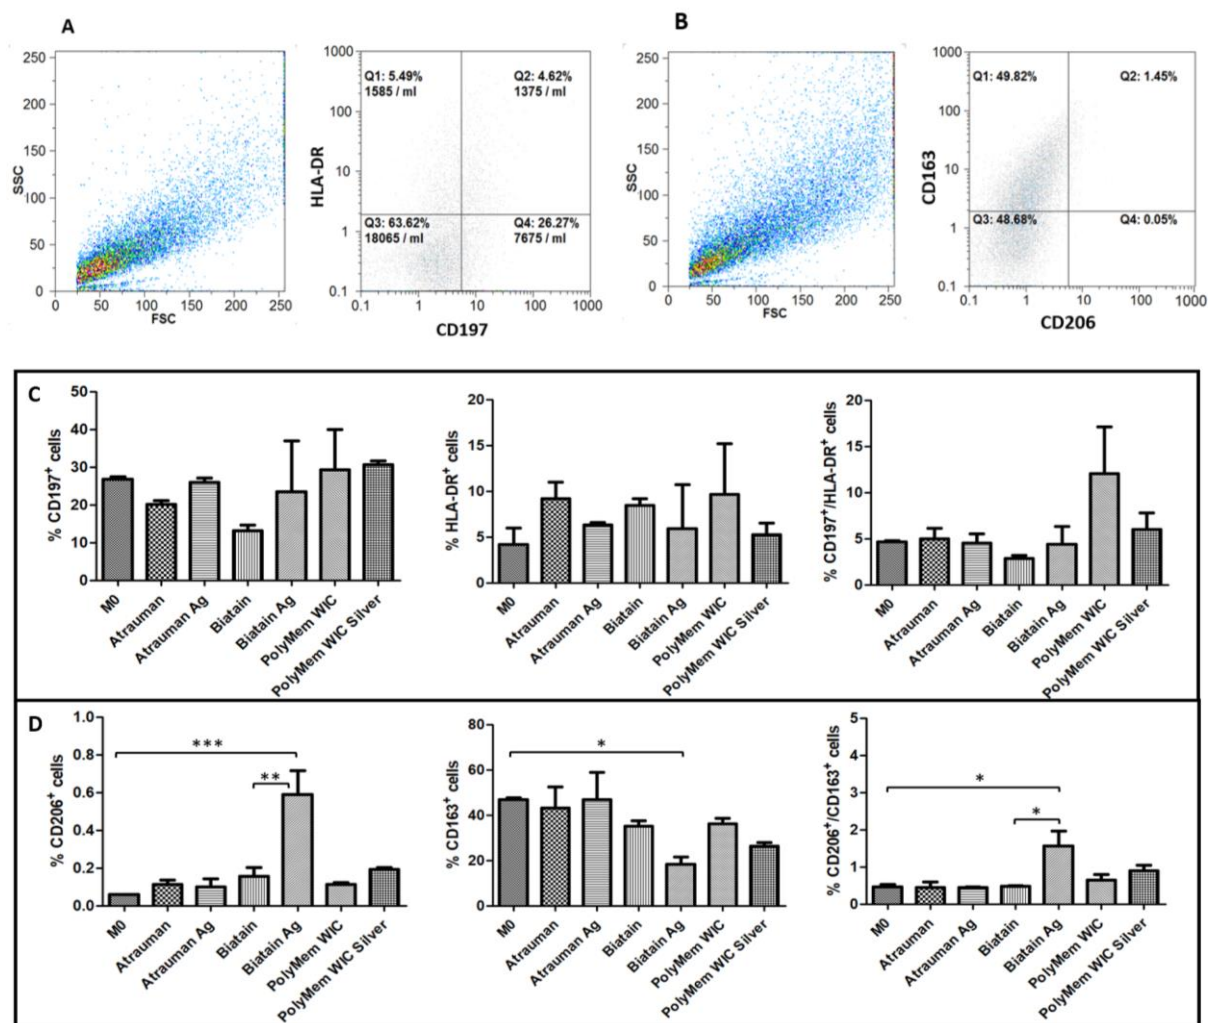 A
B
250
200
150
100
50
0
SSC
0
50
100
150
200
250
FSC
1000
100
10
1
0.1
HLA-DR
Q1: 5.49%
1585 / ml
Q2: 4.62%
1375 / ml
Q3: 63.62%
18065 / ml
Q4: 26.27%
7675 / ml
0.1
1
10
100
1000
CD197
250
200
150
100
50
0
SSC
0
50
100
150
200
250
FSC
1000
100
10
1
0.1
CD163
Q1: 49.82%
Q2: 1.45%
Q3: 48.68%
Q4: 0.05%
0.1
1
10
100
1000
CD206
C
50
40
30
20
10
0
% CD197+ cells
M0
Atrauman
Atrauman Ag
Biatain
Biatain Ag
PolyMem WIC
PolyMem WIC Silver
20
15
10
5
0
% HLA-DR+ cells
M0
Atrauman
Atrauman Ag
Biatain
Biatain Ag
PolyMem WIC
PolyMem WIC Silver
20
15
10
5
0
% CD197+/HLA-DR+ cells
M0
Atrauman
Atrauman Ag
Biatain
Biatain Ag
PolyMem WIC
PolyMem WIC Silver
D
1.0
0.8
0.6
0.4
0.2
0.0
% CD206+ cells
***
**
M0
Atrauman
Atrauman Ag
Biatain
Biatain Ag
PolyMem WIC
PolyMem WIC Silver
80
60
40
20
0
% CD163+ cells
*
M0
Atrauman
Atrauman Ag
Biatain
Biatain Ag
PolyMem WIC
PolyMem WIC Silver
5
4
3
2
1
0
% CD206+/CD163+ cells
*
*
M0
Atrauman
Atrauman Ag
Biatain
Biatain Ag
PolyMem WIC
PolyMem WIC Silver